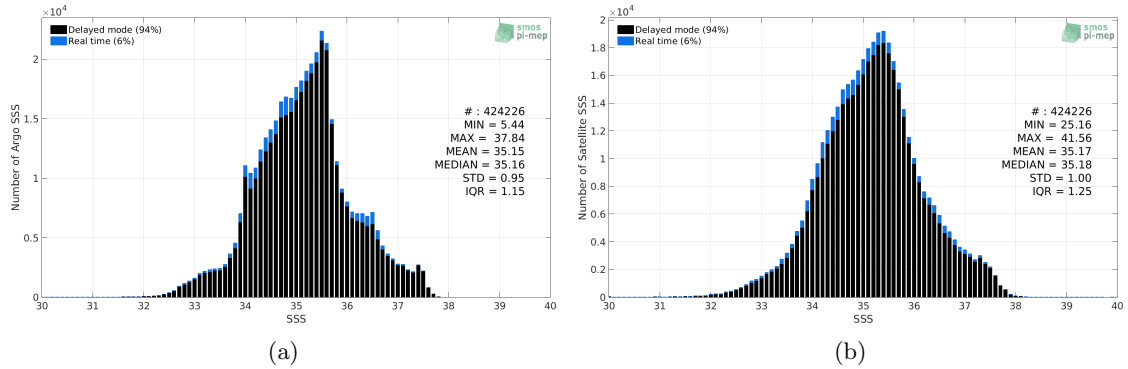 ×10⁴
Delayed mode (94%)
Real time (6%)
smos
pi-mep
# : 424226
MIN = 5.44
MAX = 37.84
MEAN = 35.15
MEDIAN = 35.16
STD = 0.95
IQR = 1.15
Number of Argo SSS
2
1.5
1
0.5
0
30 31 32 33 34 35 36 37 38 39 40
SSS
(a)
×10⁴
Delayed mode (94%)
Real time (6%)
smos
pi-mep
# : 424226
MIN = 25.16
MAX = 41.56
MEAN = 35.17
MEDIAN = 35.18
STD = 1.00
IQR = 1.25
Number of Satellite SSS
2
1.8
1.6
1.4
1.2
1
0.8
0.6
0.4
0.2
0
30 31 32 33 34 35 36 37 38 39 40
SSS
(b)